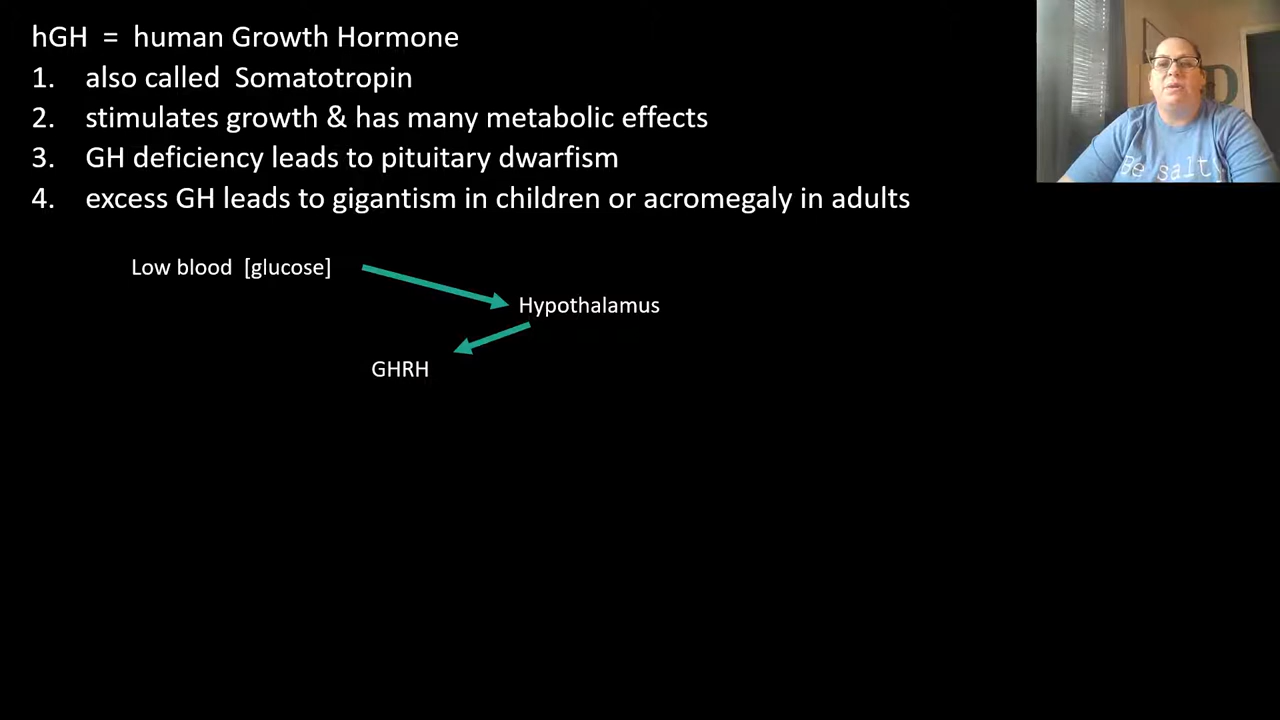 hGH = human Growth Hormone
1. also called Somatotropin
2. stimulates growth & has many metabolic effects
3. GH deficiency leads to pituitary dwarfism
4. excess GH leads to gigantism in children or acromegaly in adults
Low blood [glucose]
Hypothalamus
GHRH
Be salty